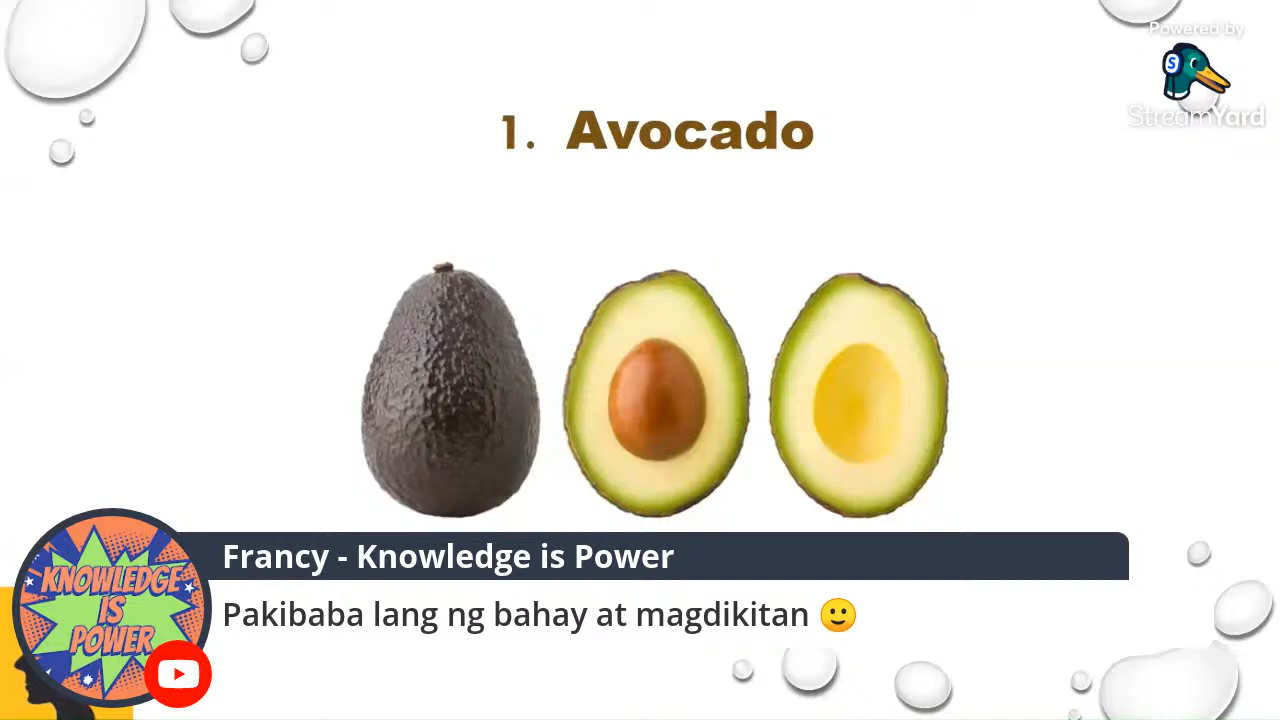 Powered by
StreamYard
1. Avocado
Francy - Knowledge is Power
Pakibaba lang ng bahay at magdikitan 🙂
KNOWLEDGE
IS
POWER